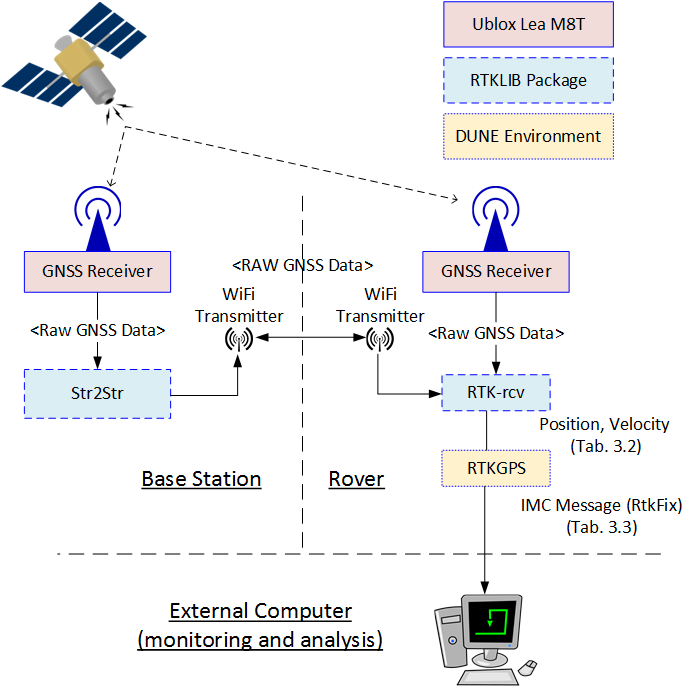 Ublox Lea M8T
RTKLIB Package
DUNE Environment
GNSS Receiver
GNSS Receiver
<RAW GNSS Data>
WiFi
Transmitter
WiFi
Transmitter
<Raw GNSS Data>
<Raw GNSS Data>
Str2Str
RTK-rcv
Position, Velocity
(Tab. 3.2)
RTKGPS
Base Station
Rover
IMC Message (RtkFix)
(Tab. 3.3)
External Computer
(monitoring and analysis)